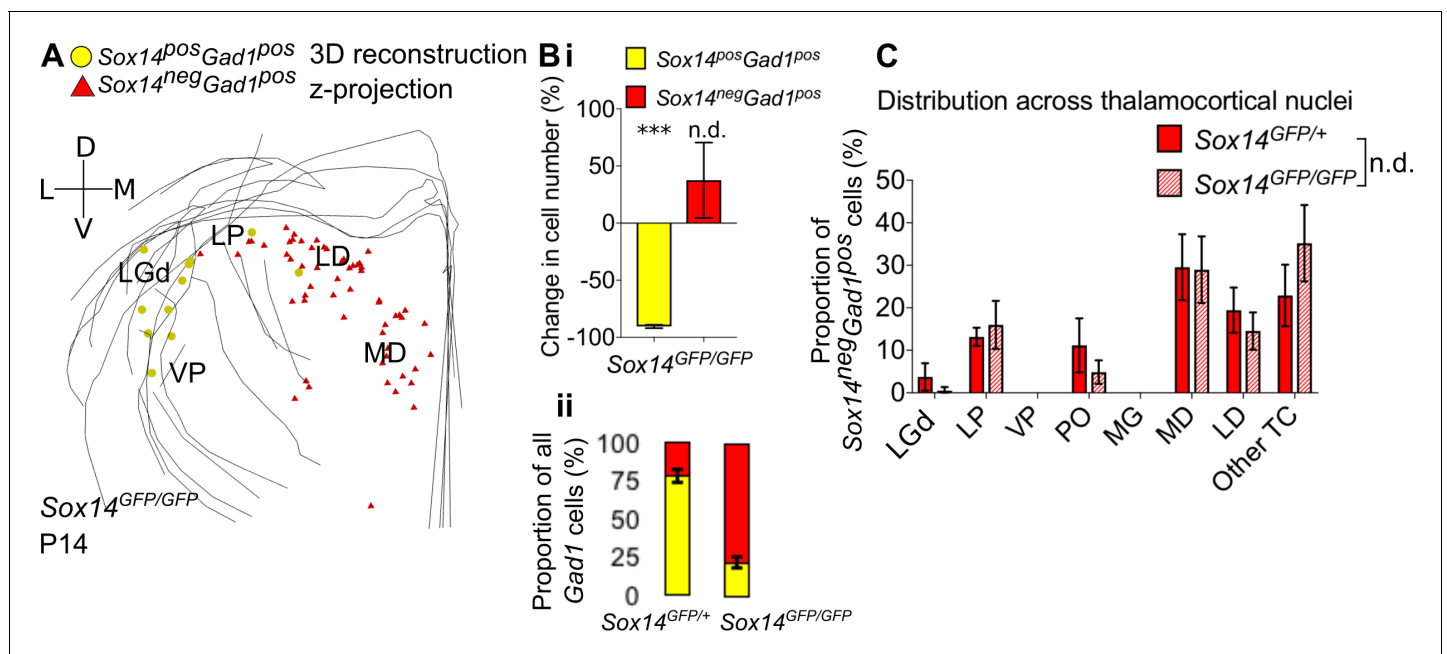 A
Sox14posGad1pos 3D reconstruction
Sox14negGad1pos z-projection
D
L M
V
LP
LD
LGd
MD
VP
Sox14GFP/GFP
P14
B i
Sox14posGad1pos
Sox14negGad1pos
Change in cell number (%)
100
50
0
-50
-100
*** n.d.
Sox14GFP/GFP
ii
Proportion of all
Gad1 cells (%)
100
75
50
25
0
Sox14GFP/+ Sox14GFP/GFP
C
Distribution across thalamocortical nuclei
Sox14GFP/+
Sox14GFP/GFP
n.d.
Proportion of
Sox14negGad1pos cells (%)
50
40
30
20
10
0
LGd LP VP PO MG MD LD Other TC